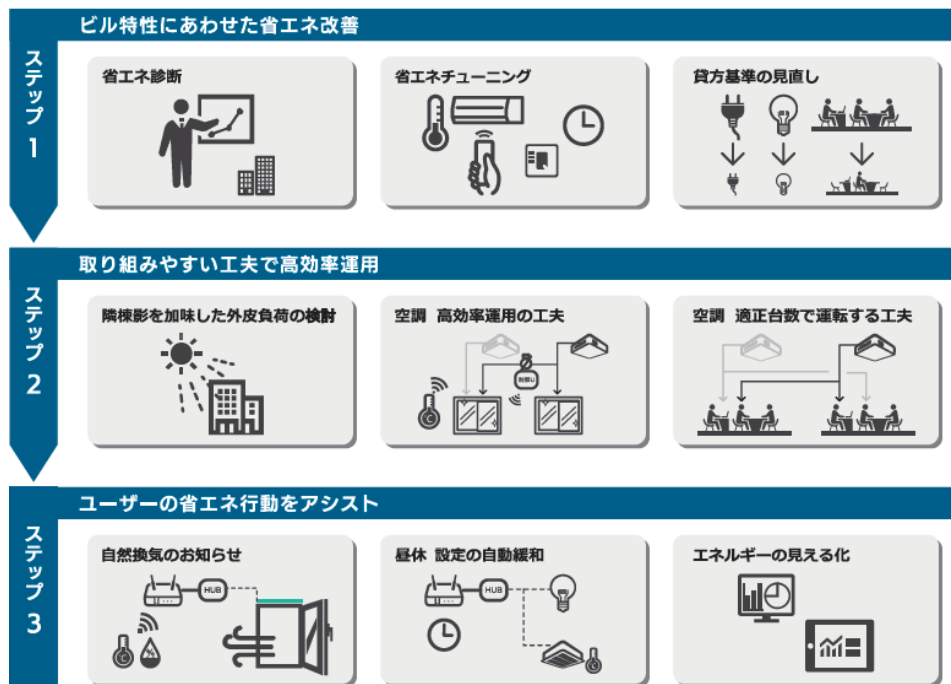 ステップ1
ビル特性にあわせた省エネ改善
省エネ診断
省エネチューニング
貸方基準の見直し
ステップ2
取り組みやすい工夫で高効率運用
隣棟影を加味した外皮負荷の検討
空調 高効率運用の工夫
空調 適正台数で運転する工夫
ステップ3
ユーザーの省エネ行動をアシスト
自然換気のお知らせ
HUB
昼休 設定の自動緩和
HUB
エネルギーの見える化